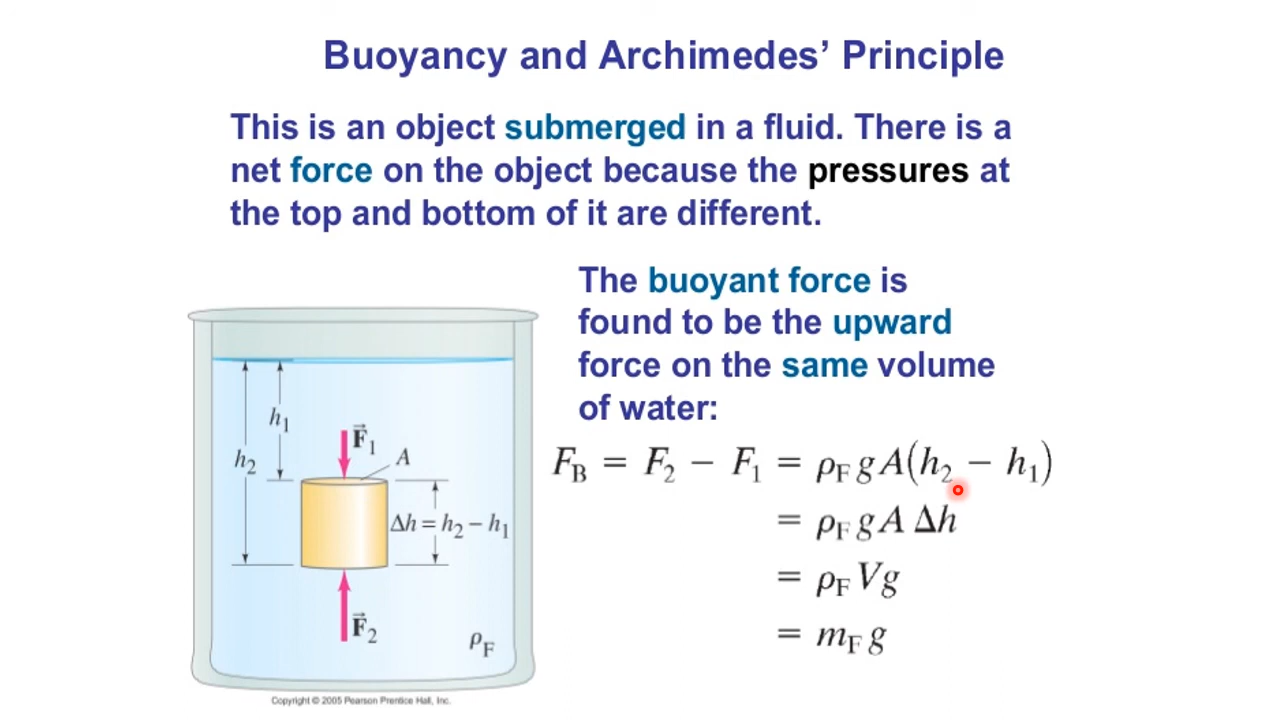 Buoyancy and Archimedes’ Principle
This is an object submerged in a fluid. There is a
net force on the object because the pressures at
the top and bottom of it are different.
The buoyant force is
found to be the upward
force on the same volume
of water:
F_B = F_2 − F_1 = ρ_F g A(h_2 − h_1)
= ρ_F g A Δh
= ρ_F Vg
= m_F g
h_1
h_2
F⃗_1
A
Δh = h_2 − h_1
F⃗_2
ρ_F
Copyright © 2005 Pearson Prentice Hall, Inc.